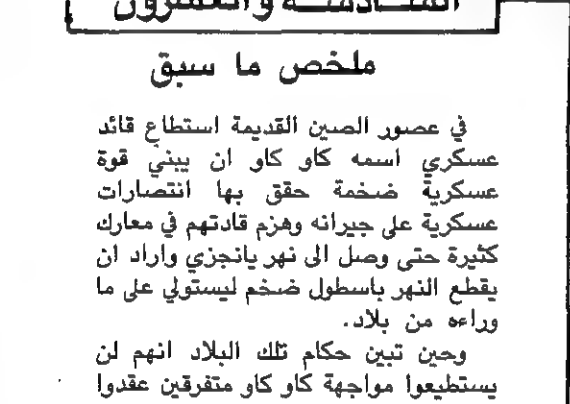 السادسة والعشرون
ملخص ما سبق
في عصور الصين القديمة استطاع قائد
عسكري اسمه كاو كاو ان يبني قوة
عسكرية ضخمة حقق بها انتصارات
عسكرية على جيرانه وهزم قادتهم في معارك
كثيرة حتى وصل الى نهر يانجزي واراد ان
يقطع النهر باسطول ضخم ليستولي على ما
وراءه من بلاد.
وحين تبين حكام تلك البلاد انهم لن
يستطيعوا مواجهة كاو كاو متفرقين عقدوا